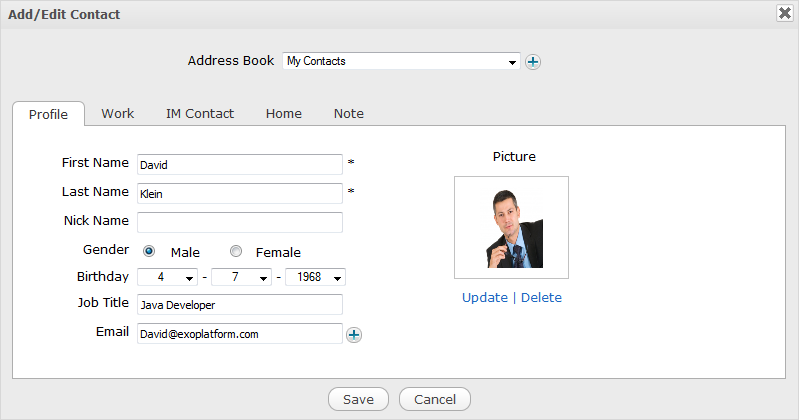 Add/Edit Contact
Address Book My Contacts
Profile Work IM Contact Home Note
First Name David *
Last Name Klein *
Nick Name
Gender Male Female
Birthday 4 - 7 - 1968
Job Title Java Developer
Email David@exoplatform.com
Picture
Update | Delete
Save Cancel